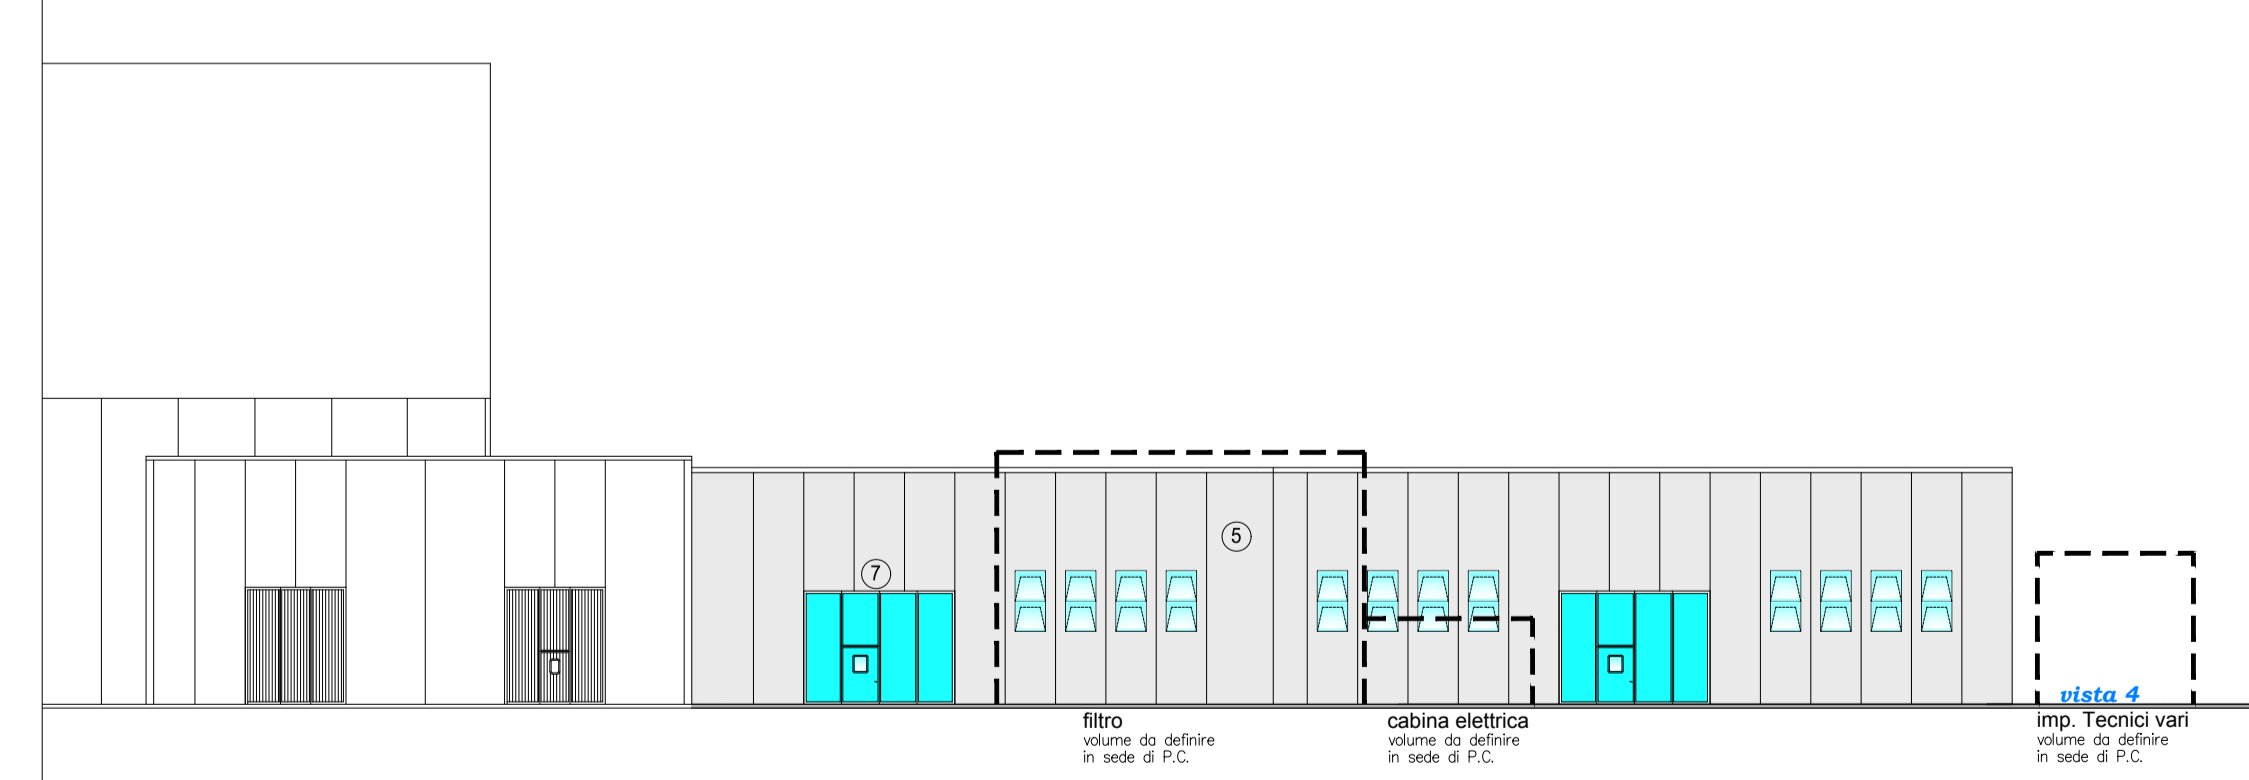 5
7
vista 4
filtro
volume da definire
in sede di P.C.
cabina elettrica
volume da definire
in sede di P.C.
imp. Tecnici vari
volume da definire
in sede di P.C.